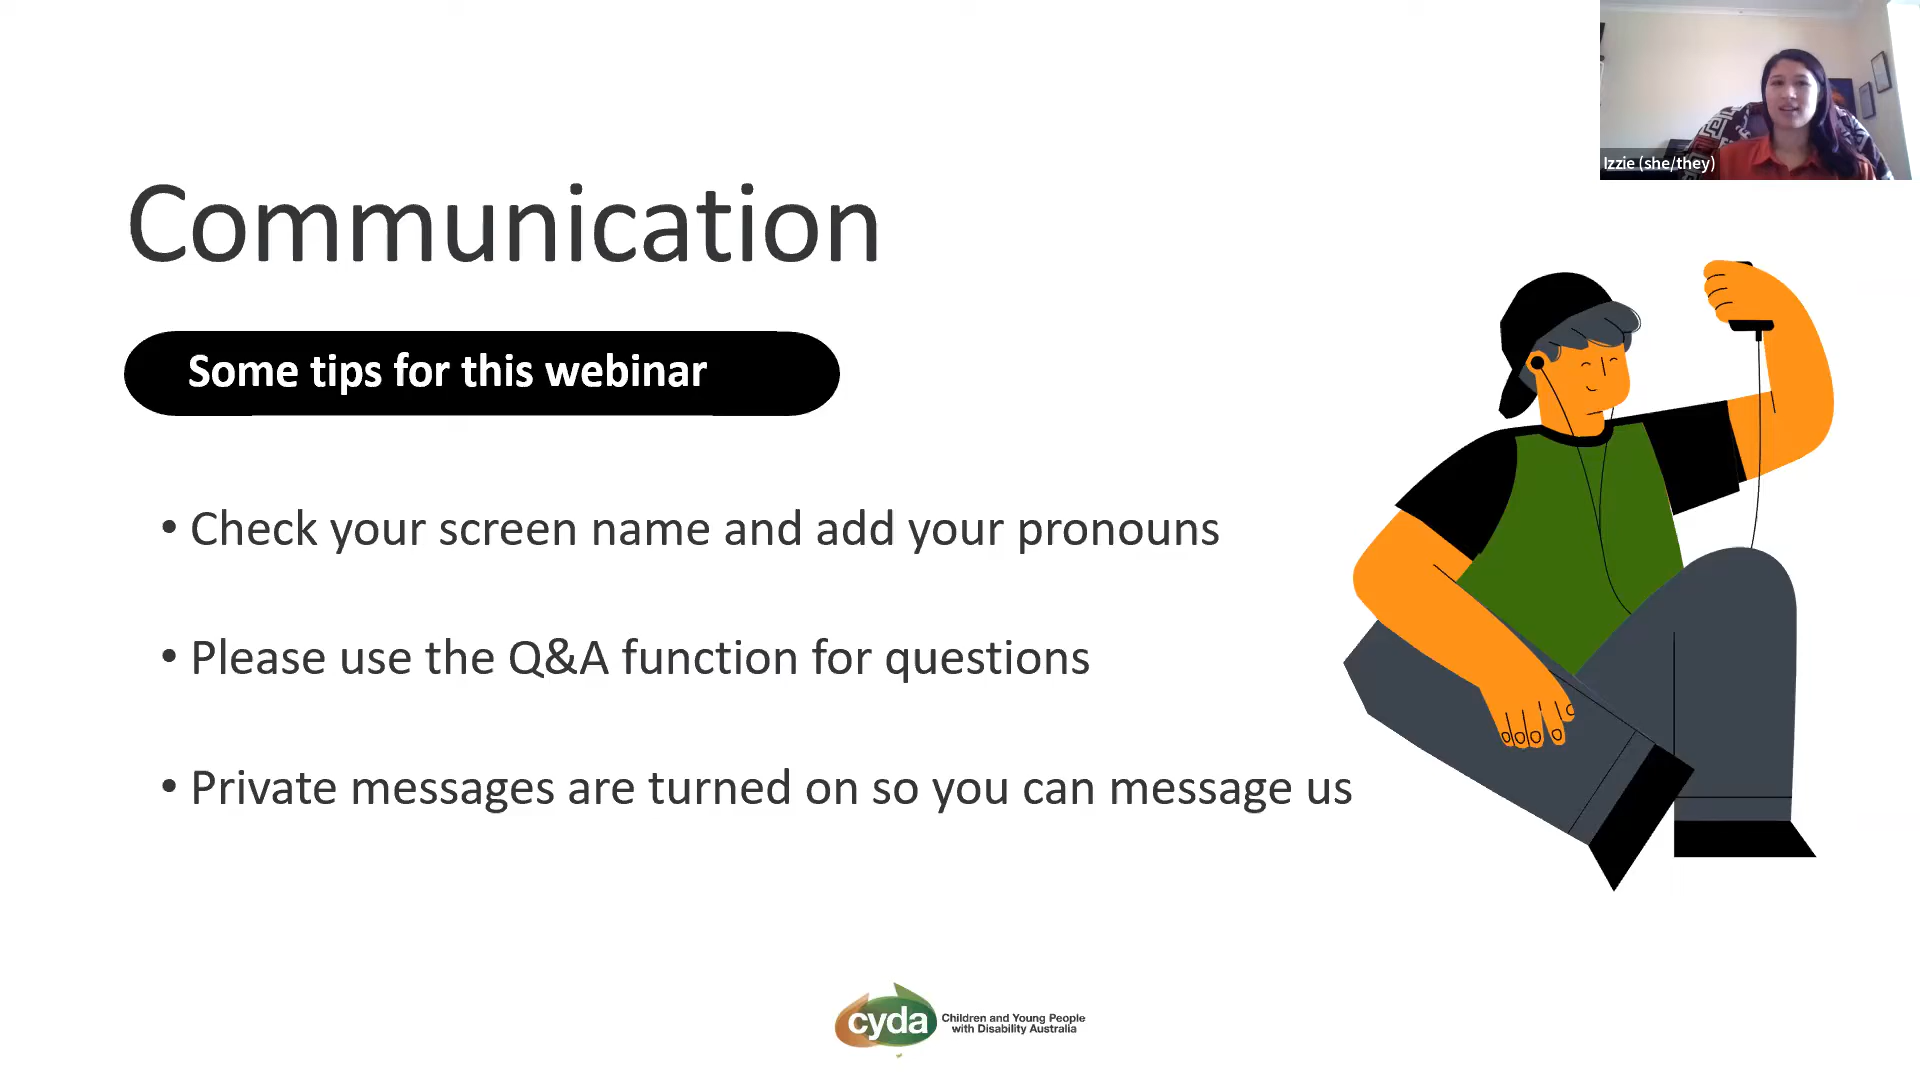 Izzie (she/they)
Communication
Some tips for this webinar
• Check your screen name and add your pronouns
• Please use the Q&A function for questions
• Private messages are turned on so you can message us
cyda
Children and Young People
with Disability Australia